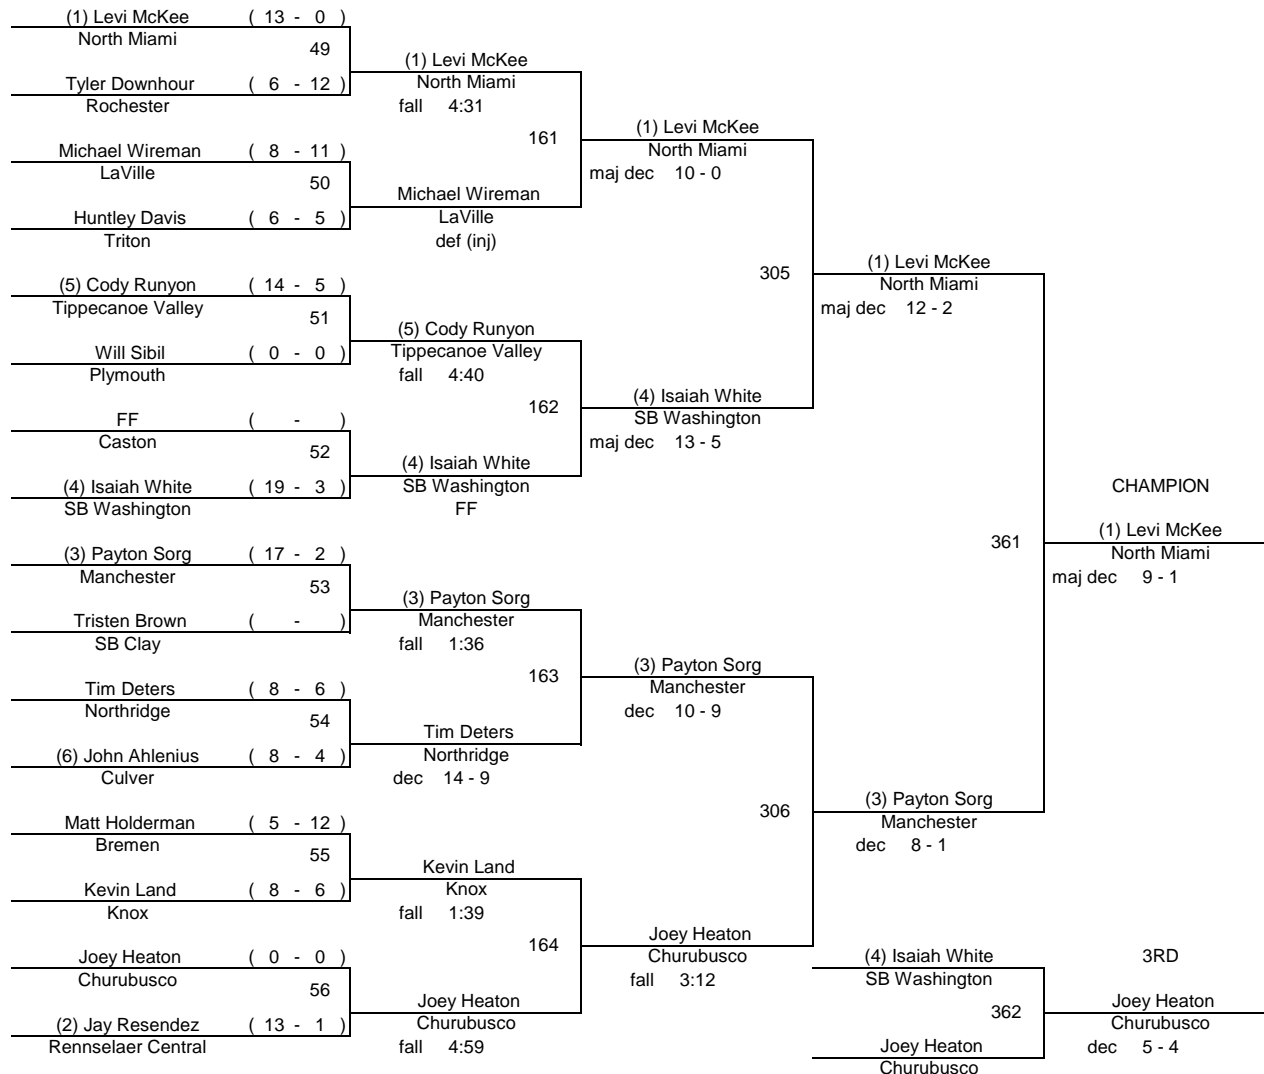 (1) Levi McKee ( 13 - 0 )
North Miami
49
Tyler Downhour ( 6 - 12 )
Rochester
Michael Wireman ( 8 - 11 )
LaVille
50
Huntley Davis ( 6 - 5 )
Triton
(5) Cody Runyon ( 14 - 5 )
Tippecanoe Valley
51
Will Sibil ( 0 - 0 )
Plymouth
FF ( - )
Caston
52
(4) Isaiah White ( 19 - 3 )
SB Washington
(3) Payton Sorg ( 17 - 2 )
Manchester
53
Tristen Brown ( - )
SB Clay
Tim Deters ( 8 - 6 )
Northridge
54
(6) John Ahlenius ( 8 - 4 )
Culver
Matt Holderman ( 5 - 12 )
Bremen
55
Kevin Land ( 8 - 6 )
Knox
Joey Heaton ( 0 - 0 )
Churubusco
56
(2) Jay Resendez ( 13 - 1 )
Rennselaer Central
(1) Levi McKee
North Miami
fall 4:31
161
Michael Wireman
LaVille
def (inj)
(5) Cody Runyon
Tippecanoe Valley
fall 4:40
162
(4) Isaiah White
SB Washington
FF
(3) Payton Sorg
Manchester
fall 1:36
163
Tim Deters
Northridge
dec 14 - 9
Kevin Land
Knox
fall 1:39
164
Joey Heaton
Churubusco
fall 4:59
(1) Levi McKee
North Miami
maj dec 10 - 0
305
(4) Isaiah White
SB Washington
maj dec 13 - 5
(3) Payton Sorg
Manchester
dec 10 - 9
306
Joey Heaton
Churubusco
fall 3:12
(1) Levi McKee
North Miami
maj dec 12 - 2
361
(3) Payton Sorg
Manchester
dec 8 - 1
CHAMPION
(1) Levi McKee
North Miami
maj dec 9 - 1
(4) Isaiah White
SB Washington
362
Joey Heaton
Churubusco
3RD
Joey Heaton
Churubusco
dec 5 - 4